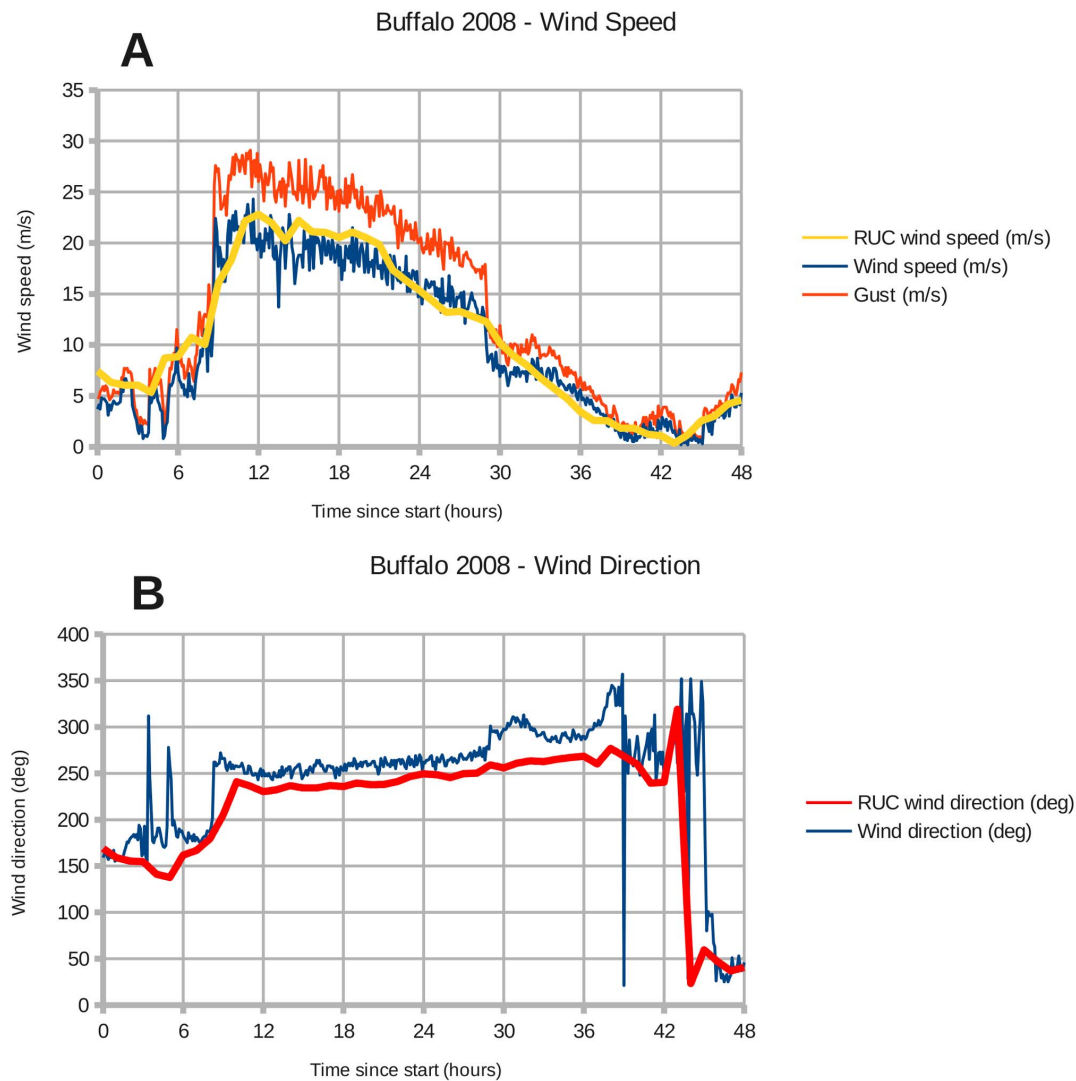 Buffalo 2008 - Wind Speed
A
35
30
25
20
15
10
5
0
Wind speed (m/s)
0 6 12 18 24 30 36 42 48
Time since start (hours)
RUC wind speed (m/s)
Wind speed (m/s)
Gust (m/s)
Buffalo 2008 - Wind Direction
B
400
350
300
250
200
150
100
50
0
Wind direction (deg)
0 6 12 18 24 30 36 42 48
Time since start (hours)
RUC wind direction (deg)
Wind direction (deg)